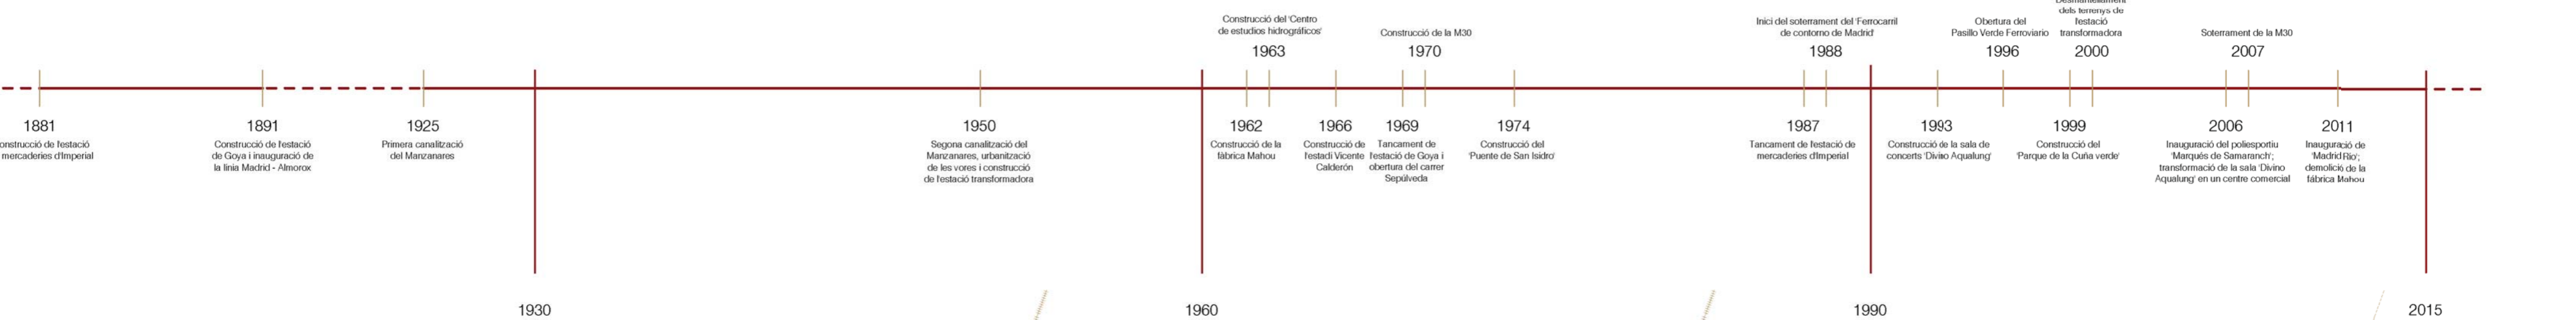 dels terrenys de
Construcció del 'Centro
de estudios hidrográficos'
1963
Construcció de la M30
1970
Inici del soterrament del 'Ferrocarril
de contorno de Madrid'
1988
Obertura del
Pasillo Verde Ferroviario
1996
l'estació
transformadora
2000
Soterrament de la M30
2007
1881
onstrucció de l'estació
mercaderies d'Imperial
1891
Construcció de l'estació
de Goya i inauguració de
la línia Madrid - Almorox
1925
Primera canalització
del Manzanares
1950
Segona canalització del
Manzanares, urbanització
de les vores i construcció
de l'estació transformadora
1962
Construcció de la
fàbrica Mahou
1966
Construcció de
l'estadi Vicente
Calderón
1969
Tancament de
l'estació de Goya i
obertura del carrer
Sepúlveda
1974
Construcció del
'Puente de San Isidro'
1987
Tancament de l'estació de
mercaderies d'Imperial
1993
Construcció de la sala de
concerts 'Divino Aqualung'
1999
Construcció del
'Parque de la Cuña verde'
2006
Inauguració del poliesportiu
'Marqués de Samaranch';
transformació de la sala 'Divino
Aqualung' en un centre comercial
2011
Inauguració de
'Madrid Río';
demolició de la
fàbrica Mahou
1930
1960
1990
2015